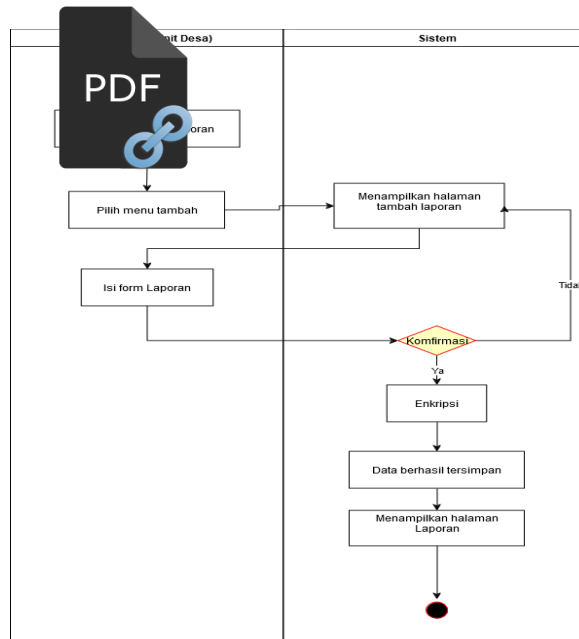 nit Desa)
Sistem
PDF
oran
Pilih menu tambah
Menampilkan halaman
tambah laporan
Isi form Laporan
Tidak
Komfirmasi
Ya
Enkripsi
Data berhasil tersimpan
Menampilkan halaman
Laporan